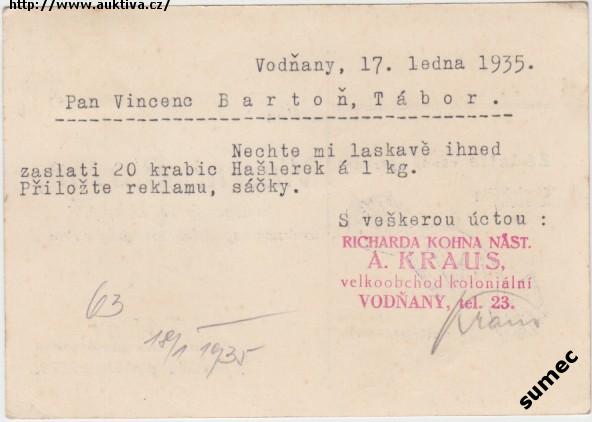 http://www.auktiva.cz/
Vodňany, 17. ledna 1935.
Pan Vincenc Bartoň, Tábor.
Nechte mi laskavě ihned
zaslati 20 krabic Hašlerek á 1 kg.
Přiložte reklamu, sáčky.
S veškerou úctou :
RICHARDA KOHNA NÁST.
A. KRAUS,
velkoobchod koloniální
VODŇANY, tel. 23.
Kraus
63
18/1 1935
sumec